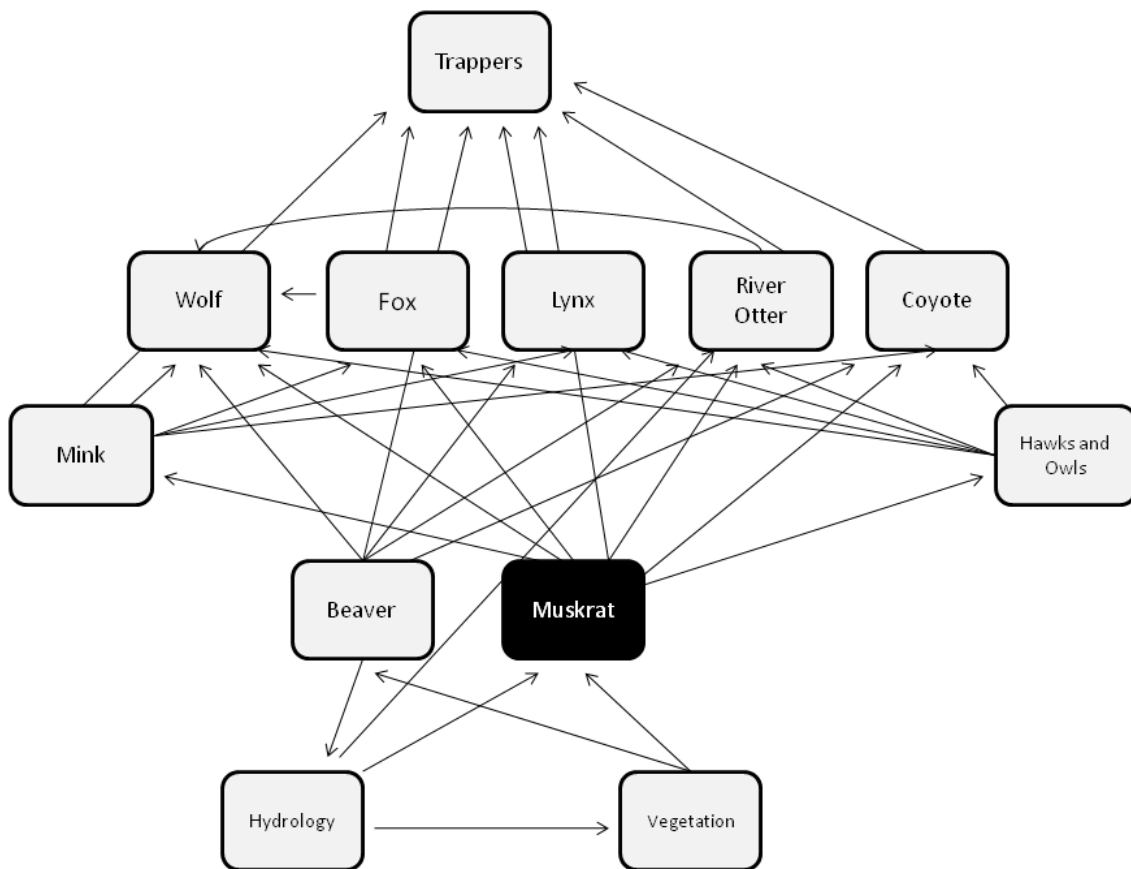 Trappers
Wolf
Fox
Lynx
River
Otter
Coyote
Mink
Hawks and
Owls
Beaver
Muskrat
Hydrology
Vegetation